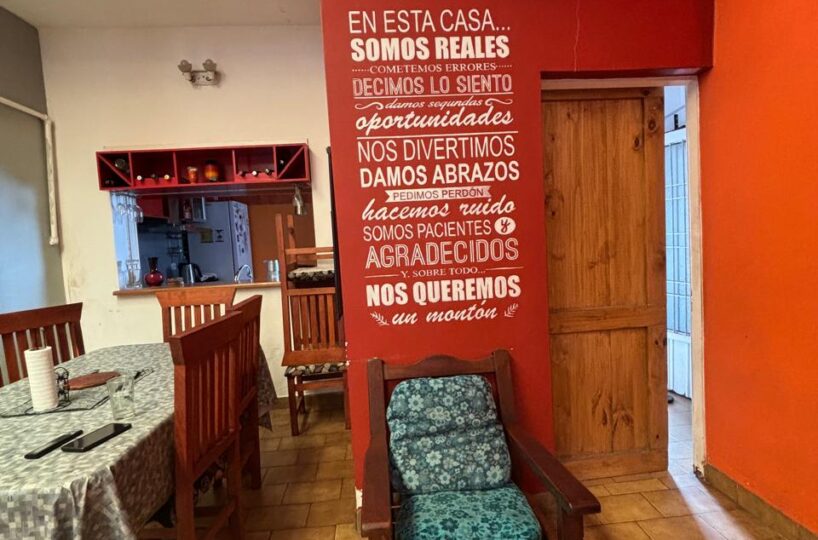 EN ESTA CASA...
SOMOS REALES
COMETEMOS ERRORES
DECIMOS LO SIENTO
damos segundas
oportunidades
NOS DIVERTIMOS
DAMOS ABRAZOS
PEDIMOS PERDÓN
hacemos ruido
SOMOS PACIENTES y
AGRADECIDOS
Y, SOBRE TODO...
NOS QUEREMOS
un montón